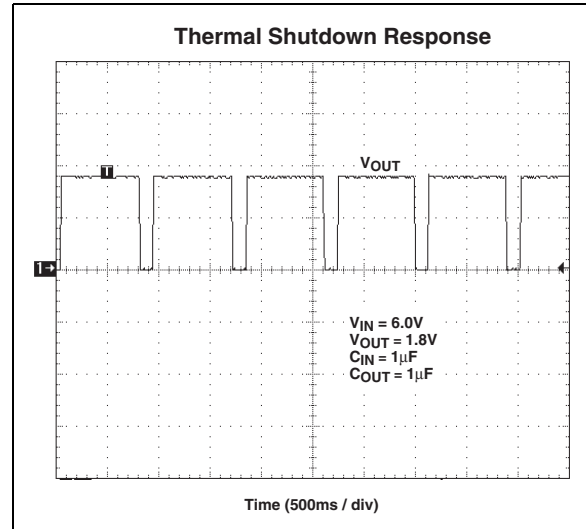 Thermal Shutdown Response
T
VOUT
1
VIN = 6.0V
VOUT = 1.8V
CIN = 1μF
COUT = 1μF
Time (500ms / div)